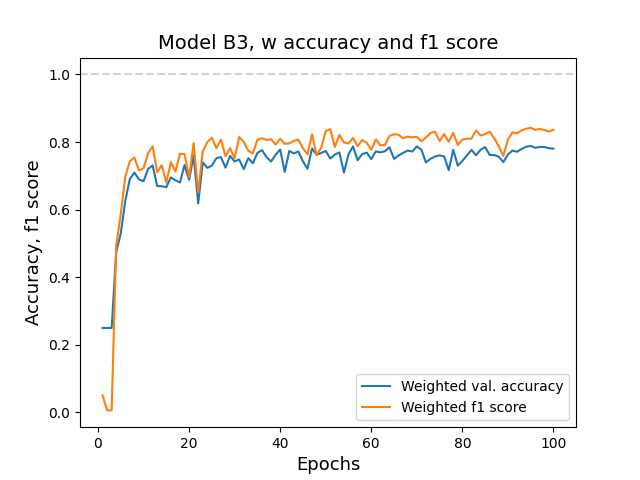 Model B3, w accuracy and f1 score
1.0
0.8
0.6
0.4
0.2
0.0
Accuracy, f1 score
Weighted val. accuracy
Weighted f1 score
0 20 40 60 80 100
Epochs